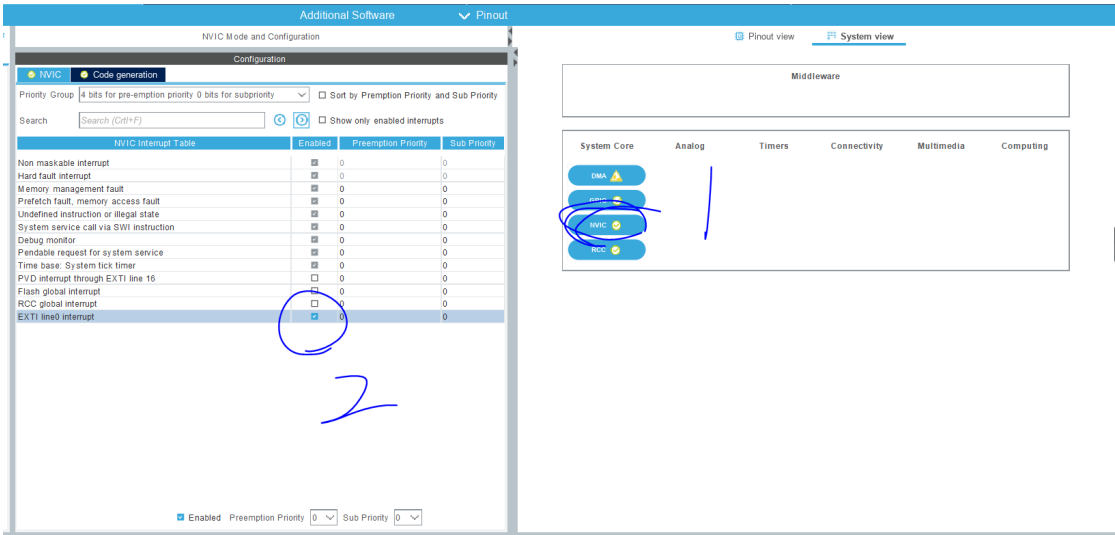 Additional Software Pinout
NVIC Mode and Configuration
Configuration
NVIC Code generation
Priority Group 4 bits for pre-emption priority 0 bits for subpriority Sort by Premption Priority and Sub Priority
Search Search (Crtl+F) Show only enabled interrupts
NVIC Interrupt Table Enabled Preemption Priority Sub Priority
Non maskable interrupt 0 0
Hard fault interrupt 0 0
Memory management fault 0 0
Prefetch fault, memory access fault 0 0
Undefined instruction or illegal state 0 0
System service call via SWI instruction 0 0
Debug monitor 0 0
Pendable request for system service 0 0
Time base: System tick timer 0 0
PVD interrupt through EXTI line 16 0 0
Flash global interrupt 0 0
RCC global interrupt 0 0
EXTI line0 interrupt 0 0
2
Enabled Preemption Priority 0 Sub Priority 0
Pinout view System view
Middleware
System Core Analog Timers Connectivity Multimedia Computing
DMA
GPIO
NVIC
RCC
1